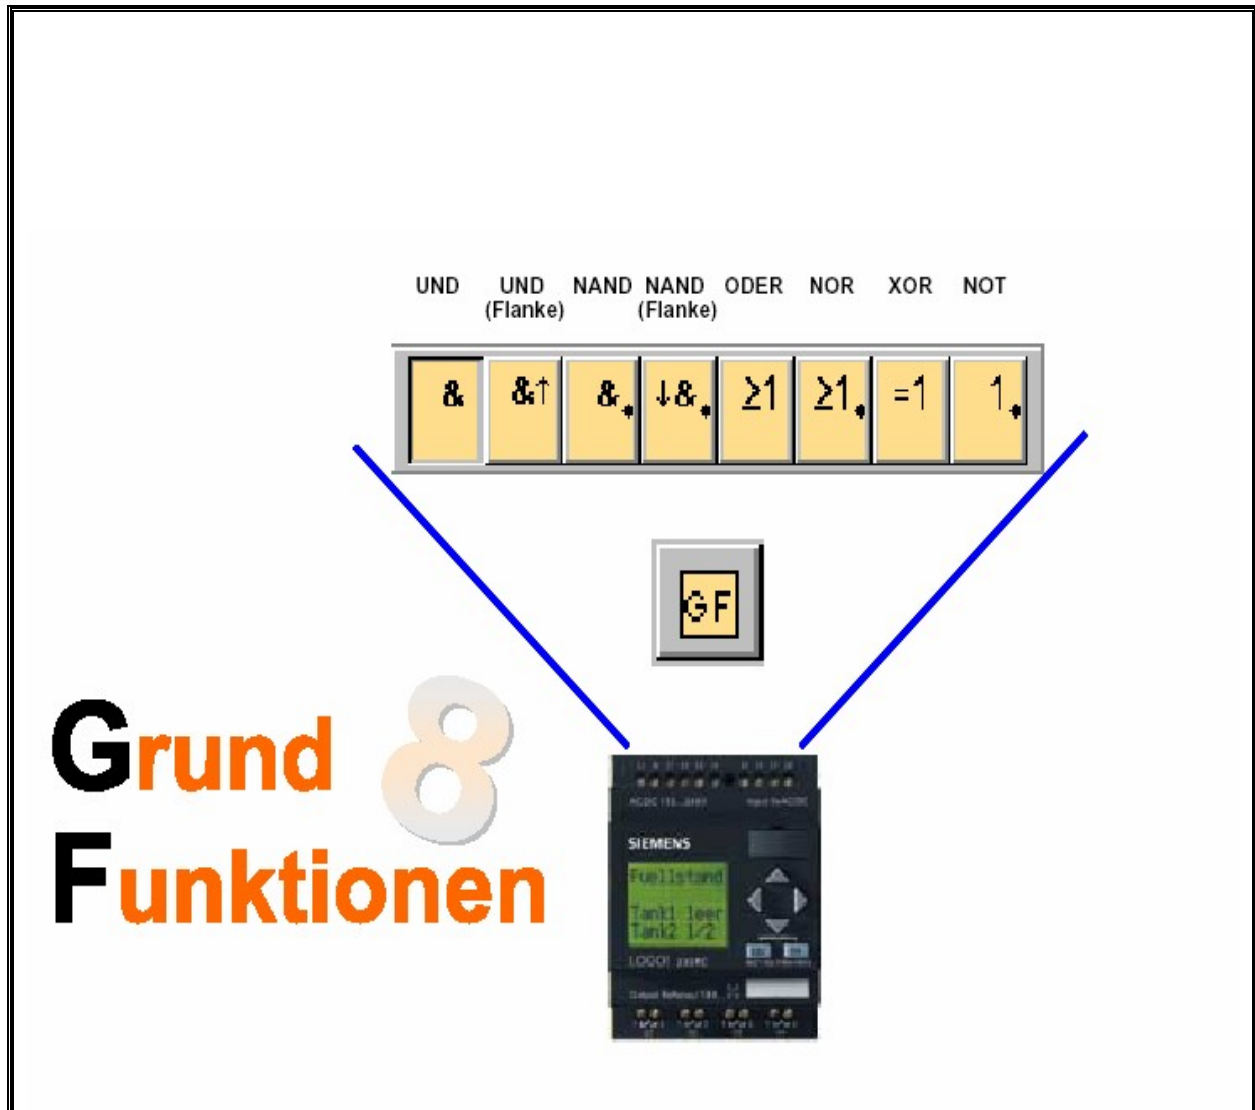 UND UND NAND NAND ODER NOR XOR NOT
(Flanke) (Flanke)
& &↑ & ↓& ≥1 ≥1 =1 1
GF
Grund 8
Funktionen
SIEMENS
Fuellstand
Tank1 leer
Tank2 1/2
LOGO!